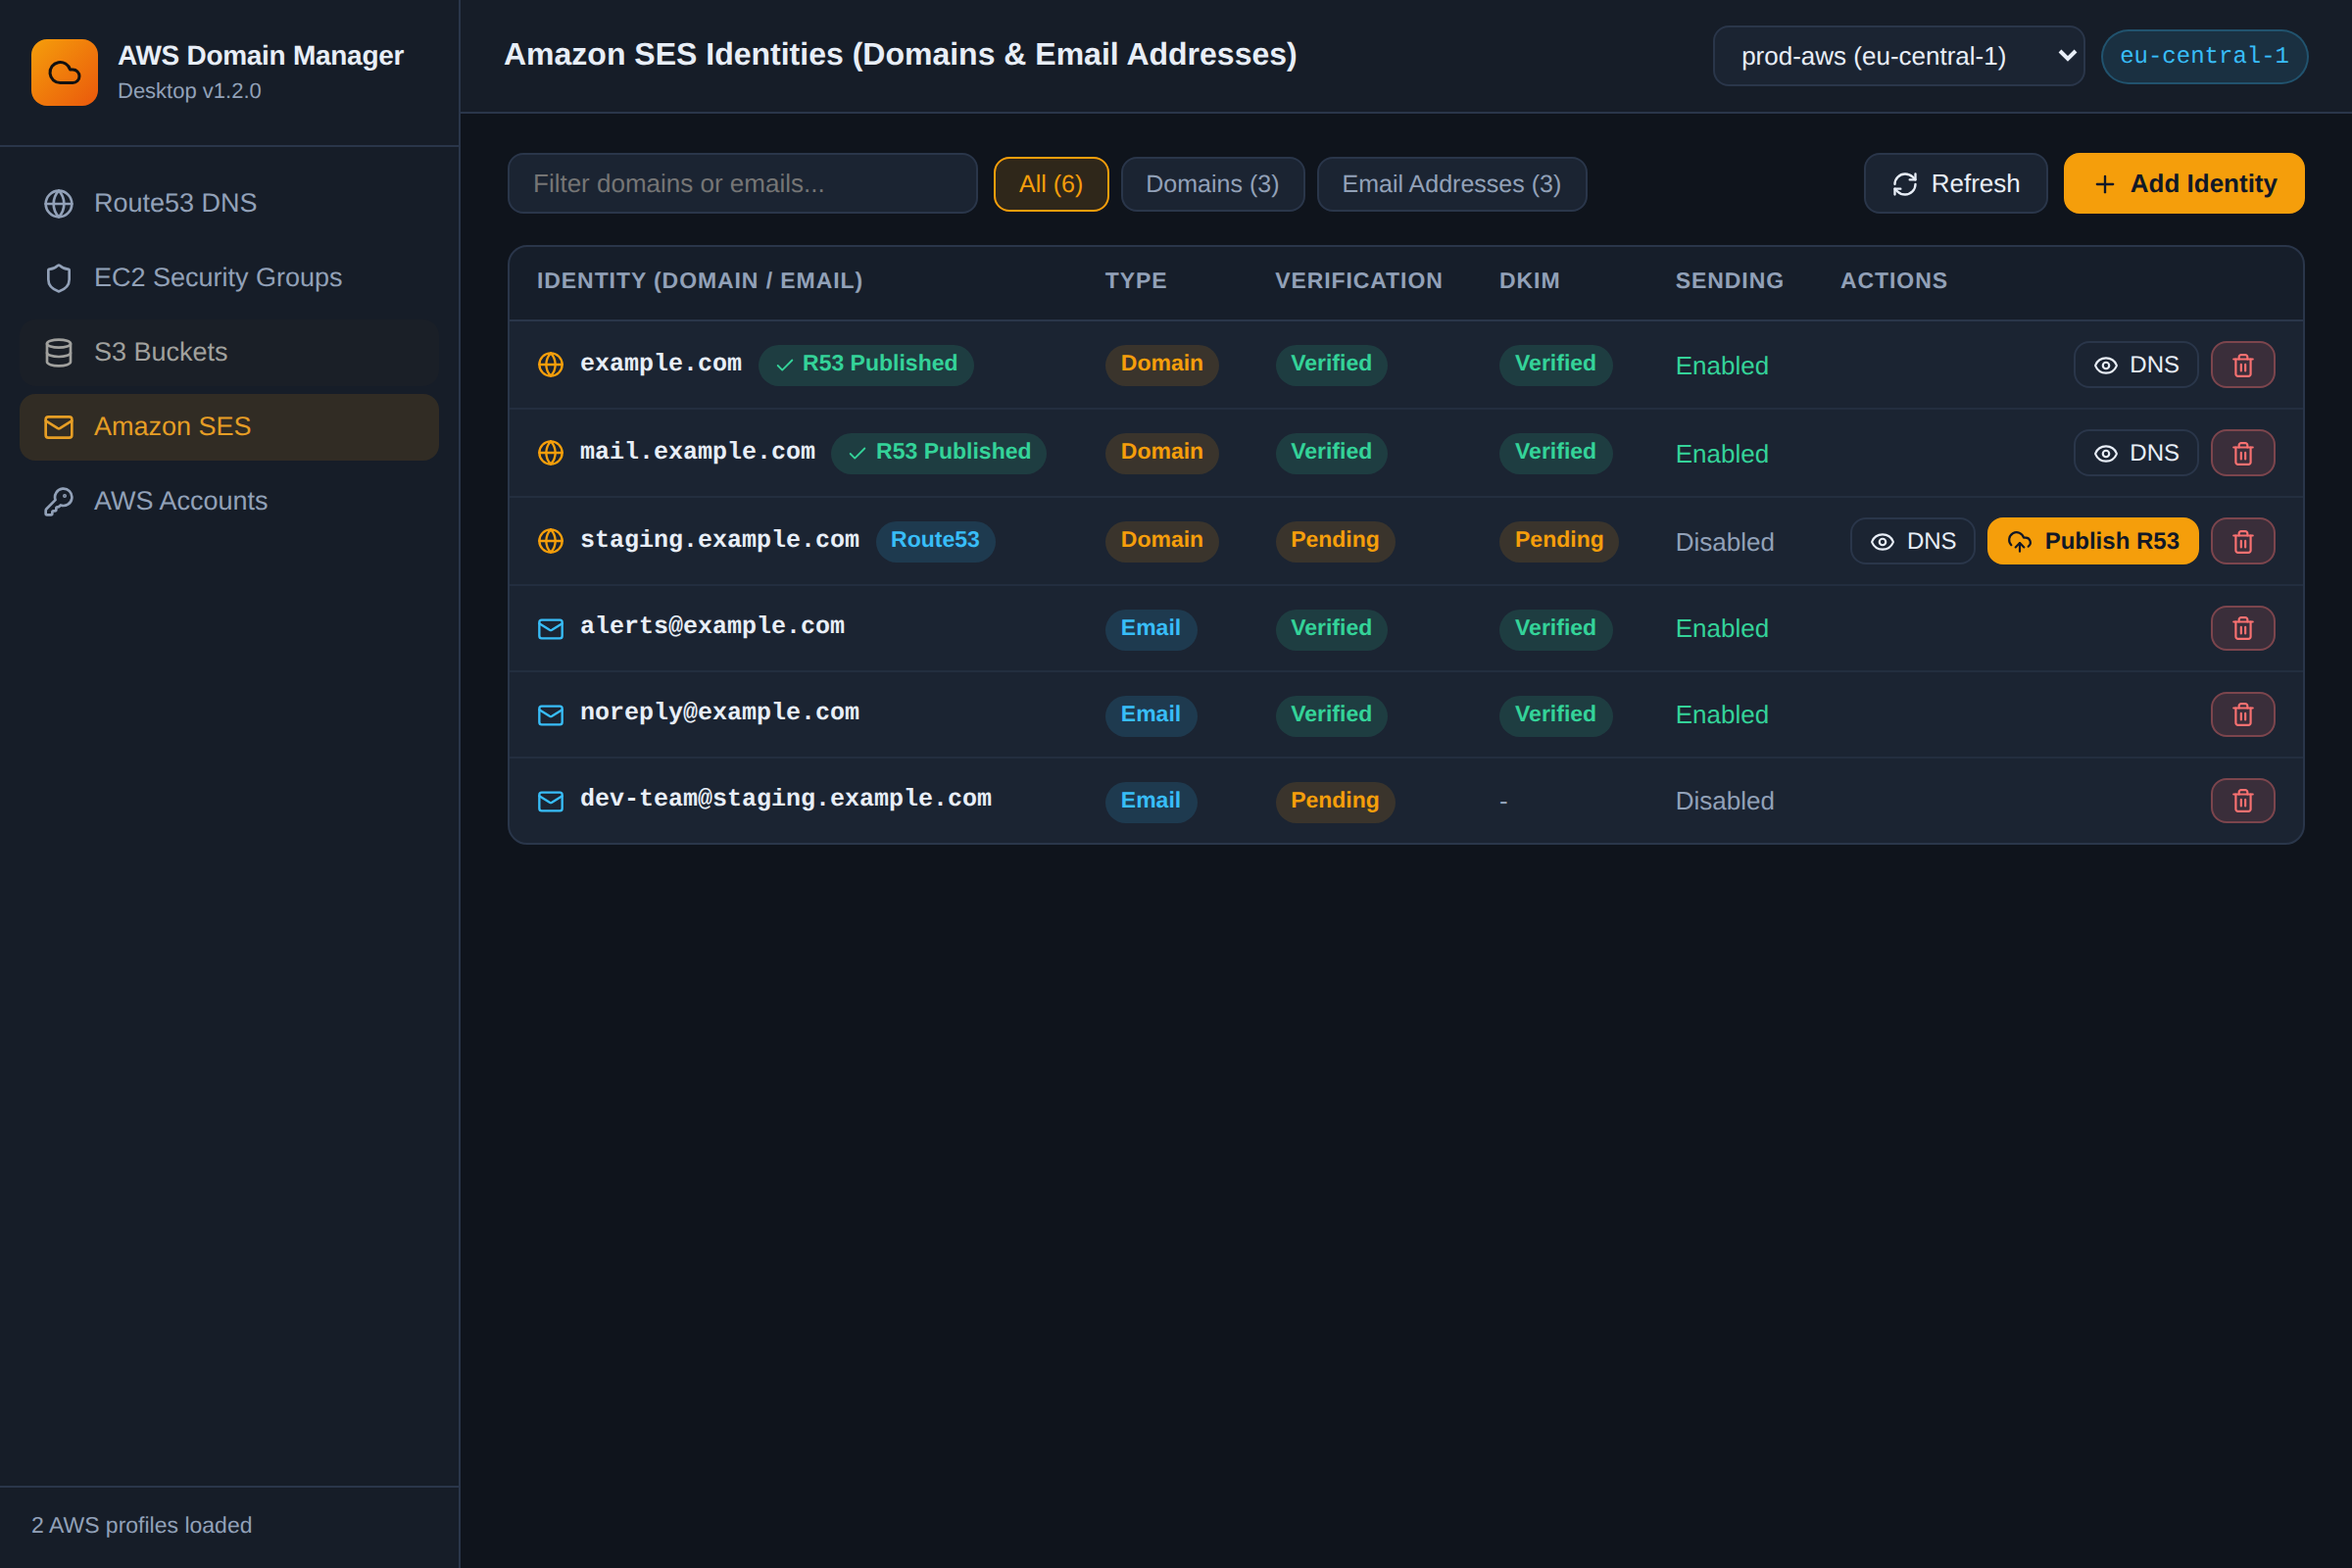 AWS Domain Manager
Desktop v1.2.0
Route53 DNS
EC2 Security Groups
S3 Buckets
Amazon SES
AWS Accounts
2 AWS profiles loaded
Amazon SES Identities (Domains & Email Addresses)
prod-aws (eu-central-1)
eu-central-1
Filter domains or emails...
All (6)
Domains (3)
Email Addresses (3)
Refresh
Add Identity
IDENTITY (DOMAIN / EMAIL) TYPE VERIFICATION DKIM SENDING ACTIONS
example.com R53 Published Domain Verified Verified Enabled DNS
mail.example.com R53 Published Domain Verified Verified Enabled DNS
staging.example.com Route53 Domain Pending Pending Disabled DNS Publish R53
alerts@example.com Email Verified Verified Enabled
noreply@example.com Email Verified Verified Enabled
dev-team@staging.example.com Email Pending - Disabled